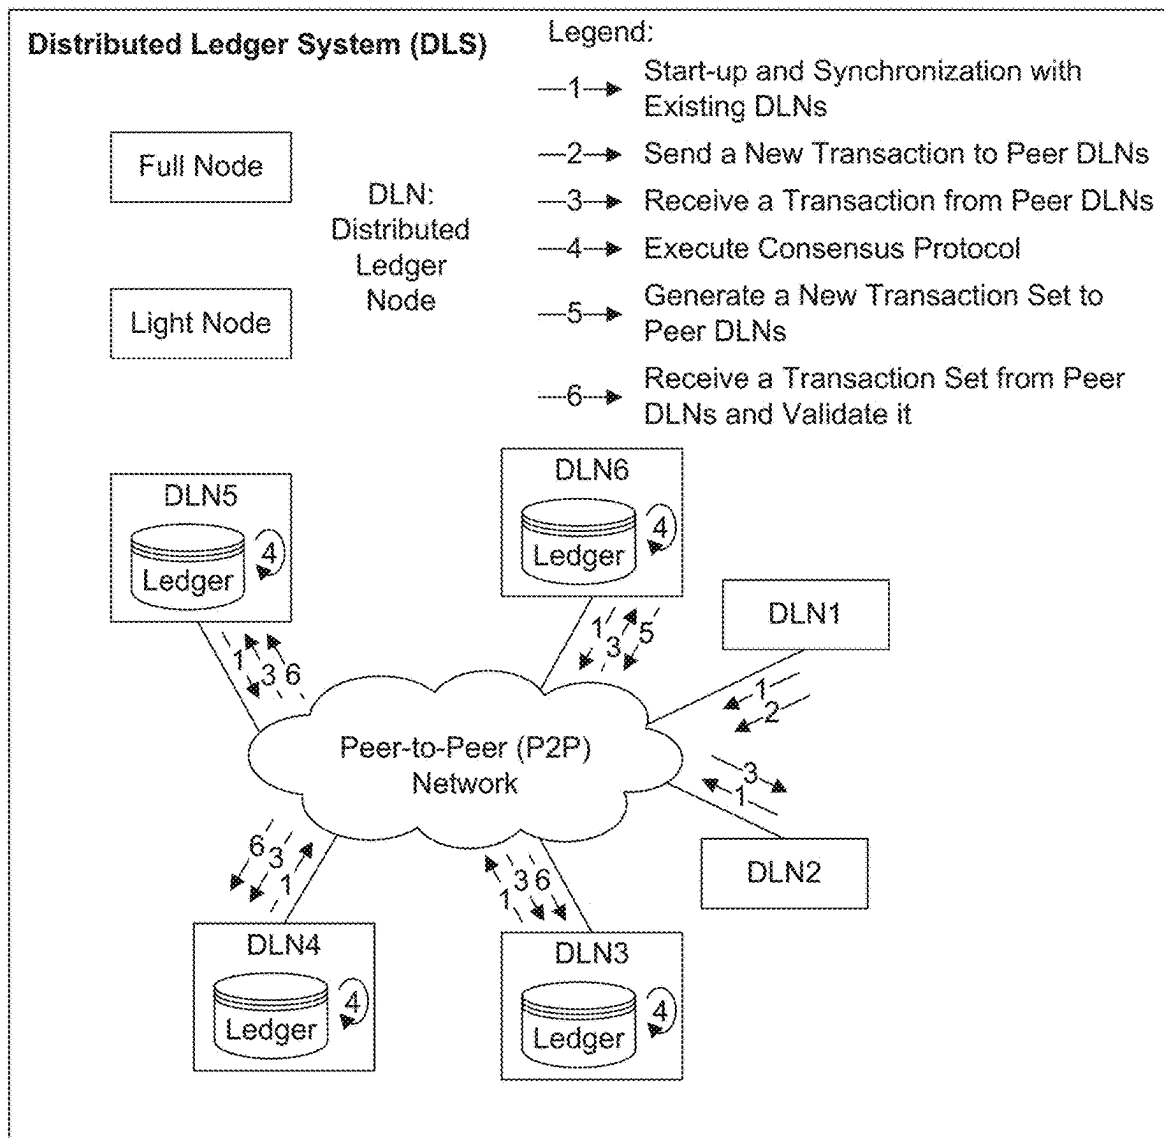 Distributed Ledger System (DLS)
Legend:
1 Start-up and Synchronization with
Existing DLNs
2 Send a New Transaction to Peer DLNs
3 Receive a Transaction from Peer DLNs
4 Execute Consensus Protocol
5 Generate a New Transaction Set to
Peer DLNs
6 Receive a Transaction Set from Peer
DLNs and Validate it
Full Node
Light Node
DLN:
Distributed
Ledger
Node
DLN5
Ledger
4
1
3
6
DLN6
Ledger
4
1
3
5
DLN1
1
2
Peer-to-Peer (P2P)
Network
3
1
DLN2
6
3
1
DLN4
Ledger
4
1
3
6
DLN3
Ledger
4